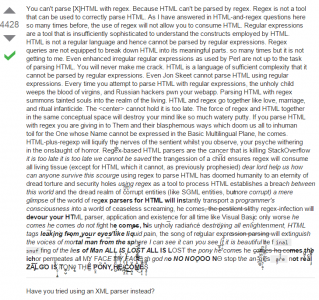 You can't parse [X]HTML with regex. Because HTML can't be parsed by regex. Regex is not a tool
that can be used to correctly parse HTML. As I have answered in HTML-and-regex questions here
so many times before, the use of regex will not allow you to consume HTML. Regular expressions
4428
are a tool that is insufficiently sophisticated to understand the constructs employed by HTML.
HTML is not a regular language and hence cannot be parsed by regular expressions. Regex
queries are not equipped to break down HTML into its meaningful parts. so many times but it is not
getting to me. Even enhanced irregular regular expressions as used by Perl are not up to the task
of parsing HTML. You will never make me crack. HTML is a language of sufficient complexity that it
cannot be parsed by regular expressions. Even Jon Skeet cannot parse HTML using regular
expressions. Every time you attempt to parse HTML with regular expressions, the unholy child
weeps the blood of virgins, and Russian hackers pwn your webapp. Parsing HTML with regex
summons tainted souls into the realm of the living. HTML and regex go together like love, marriage,
and ritual infanticide. The <center> cannot hold it is too late. The force of regex and HTML together
in the same conceptual space will destroy your mind like so much watery putty. If you parse HTML
with regex you are giving in to Them and their blasphemous ways which doom us all to inhuman
toil for the One whose Name cannot be expressed in the Basic Multilingual Plane, he comes.
HTML-plus-regexp will liquify the nerves of the sentient whilst you observe, your psyche withering
in the onslaught of horror. Regex-based HTML parsers are the cancer that is killing StackOverflow
it is too late it is too late we cannot be saved the trangession of a child ensures regex will consume
all living tissue (except for HTML which it cannot, as previously prophesied) dear lord help us how
can anyone survive this scourge using regex to parse HTML has doomed humanity to an eternity of
dread torture and security holes using regex as a tool to process HTML establishes a breach between
this world and the dread realm of corrupt entities (like SGML entities, but more corrupt) a mere
glimpse of the world of regex parsers for HTML will instantly transport a programmer's
consciousness into a world of ceaseless screaming, he comes, the pestilent slithy regex-infection will
devour your HTML parser, application and existence for all time like Visual Basic only worse he
comes he comes do not fight he comes, his unholy radiance destroying all enlightenment, HTML
tags leaking from your eyes like liquid pain, the song of regular expression parsing will extinguish
the voices of mortal man from the sphere I can see it can you see it it is beautiful the final
snuffing of the lies of Man ALL IS LOST ALL IS LOST the pony he comes he comes he comes the
ichor permeates all MY FACE MY FACE oh god no NO NOOOO NO stop the an gles are not real
ZALGO IS TONY THE PONY, HE COMES
Have you tried using an XML parser instead?